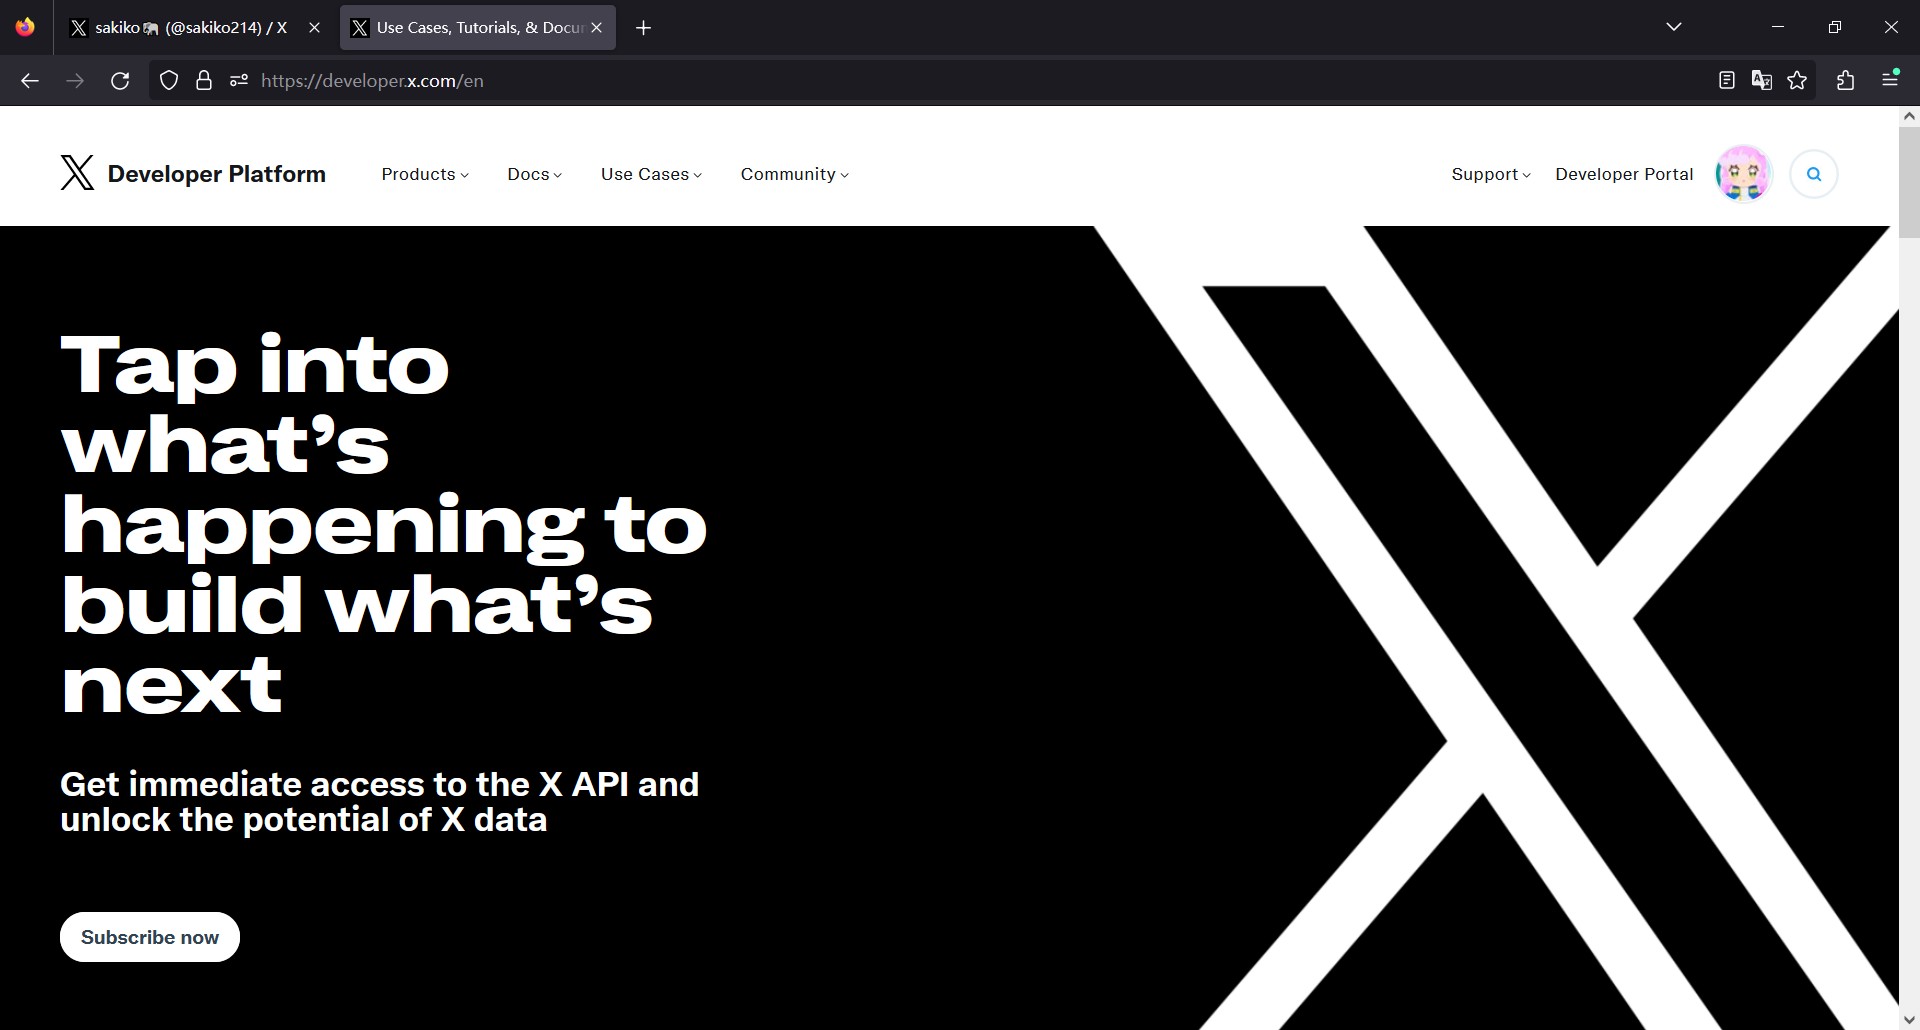 sakiko🐘 (@sakiko214) / X
Use Cases, Tutorials, & Docu
https://developer.x.com/en
Developer Platform
Products
Docs
Use Cases
Community
Support
Developer Portal
Tap into
what’s
happening to
build what’s
next
Get immediate access to the X API and
unlock the potential of X data
Subscribe now